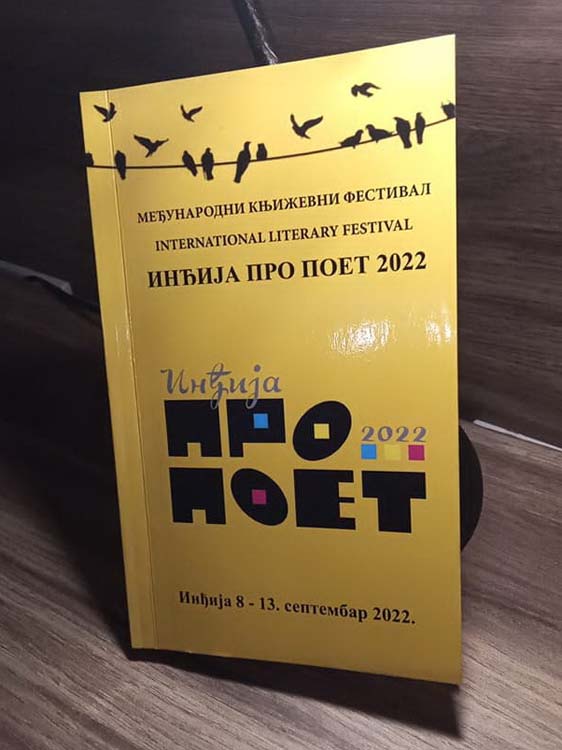 МЕЂУНАРОДНИ КЊИЖЕВНИ ФЕСТИВАЛ
INTERNATIONAL LITERARY FESTIVAL
ИНЂИЈА ПРО ПОЕТ 2022
Инђија
ПРО 2022
ПОЕТ
Инђија 8 - 13. септембар 2022.